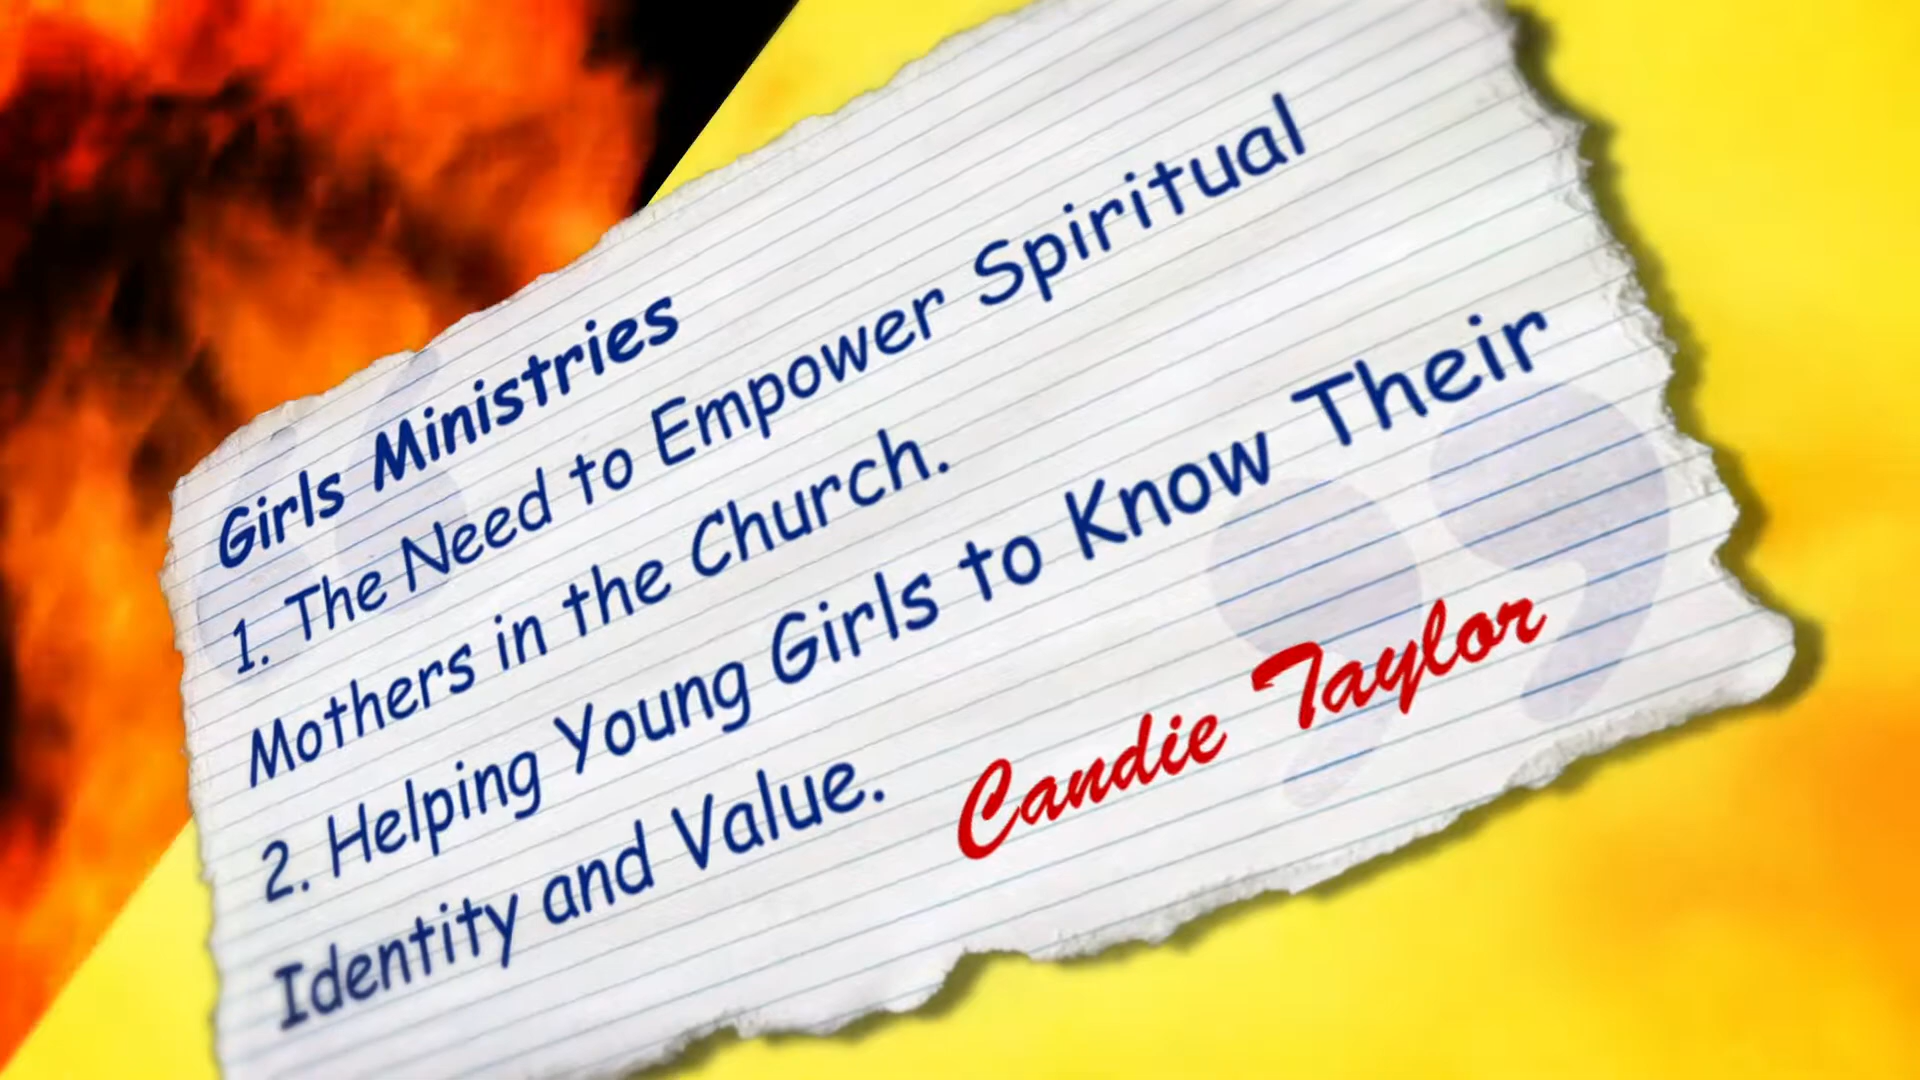 Girls Ministries
1. The Need to Empower Spiritual
Mothers in the Church.
2. Helping Young Girls to Know Their
Identity and Value.
Candie Taylor